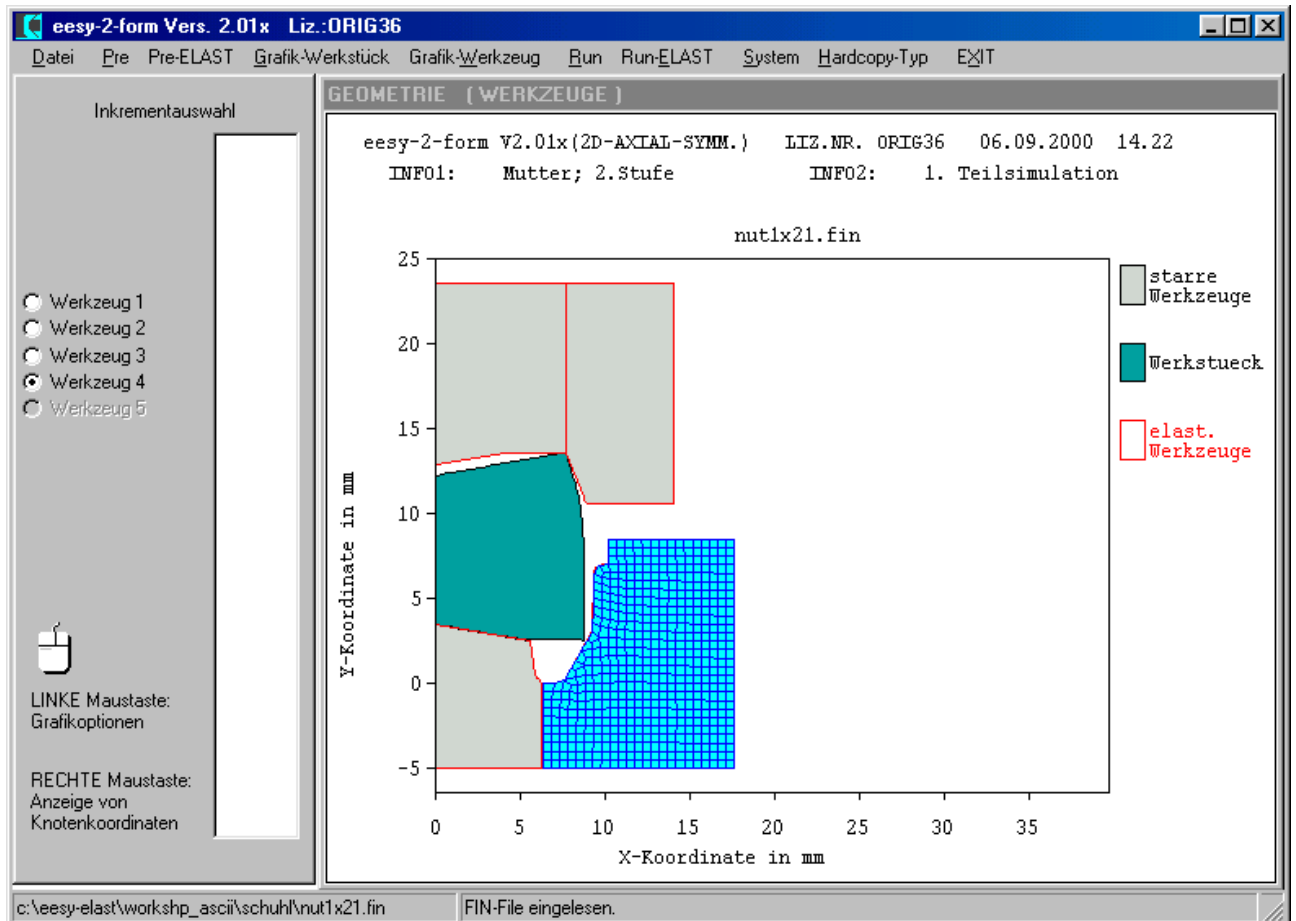 eesy-2-form Vers. 2.01x Liz.:ORIG36
Datei Pre Pre-ELAST Grafik-Werkstück Grafik-Werkzeug Run Run-ELAST System Hardcopy-Typ EXIT
Inkrementauswahl
Werkzeug 1
Werkzeug 2
Werkzeug 3
Werkzeug 4
Werkzeug 5
LINKE Maustaste:
Grafikoptionen
RECHTE Maustaste:
Anzeige von
Knotenkoordinaten
GEOMETRIE (WERKZEUGE)
eesy-2-form V2.01x(2D-AXIAL-SYMM.) LIZ.NR. ORIG36 06.09.2000 14.22
INFO1: Mutter; 2.Stufe INFO2: 1. Teilsimulation
nut1x21.fin
25
20
15
10
5
0
-5
Y-Koordinate in mm
0 5 10 15 20 25 30 35
X-Koordinate in mm
starre
Werkzeuge
Werkstueck
elast.
Werkzeuge
c:\eesy-elast\workshp_ascii\schuhl\nut1x21.fin FIN-File eingelesen.